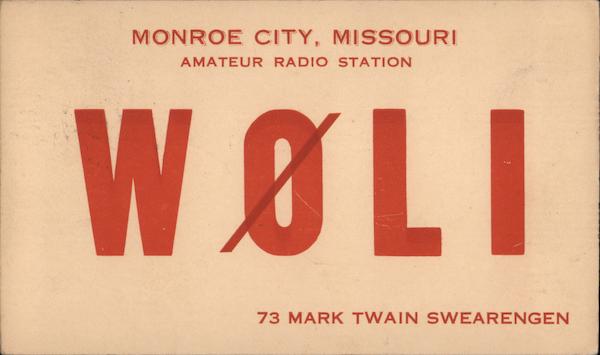 MONROE CITY, MISSOURI
AMATEUR RADIO STATION
WØLI
73 MARK TWAIN SWEARENGEN